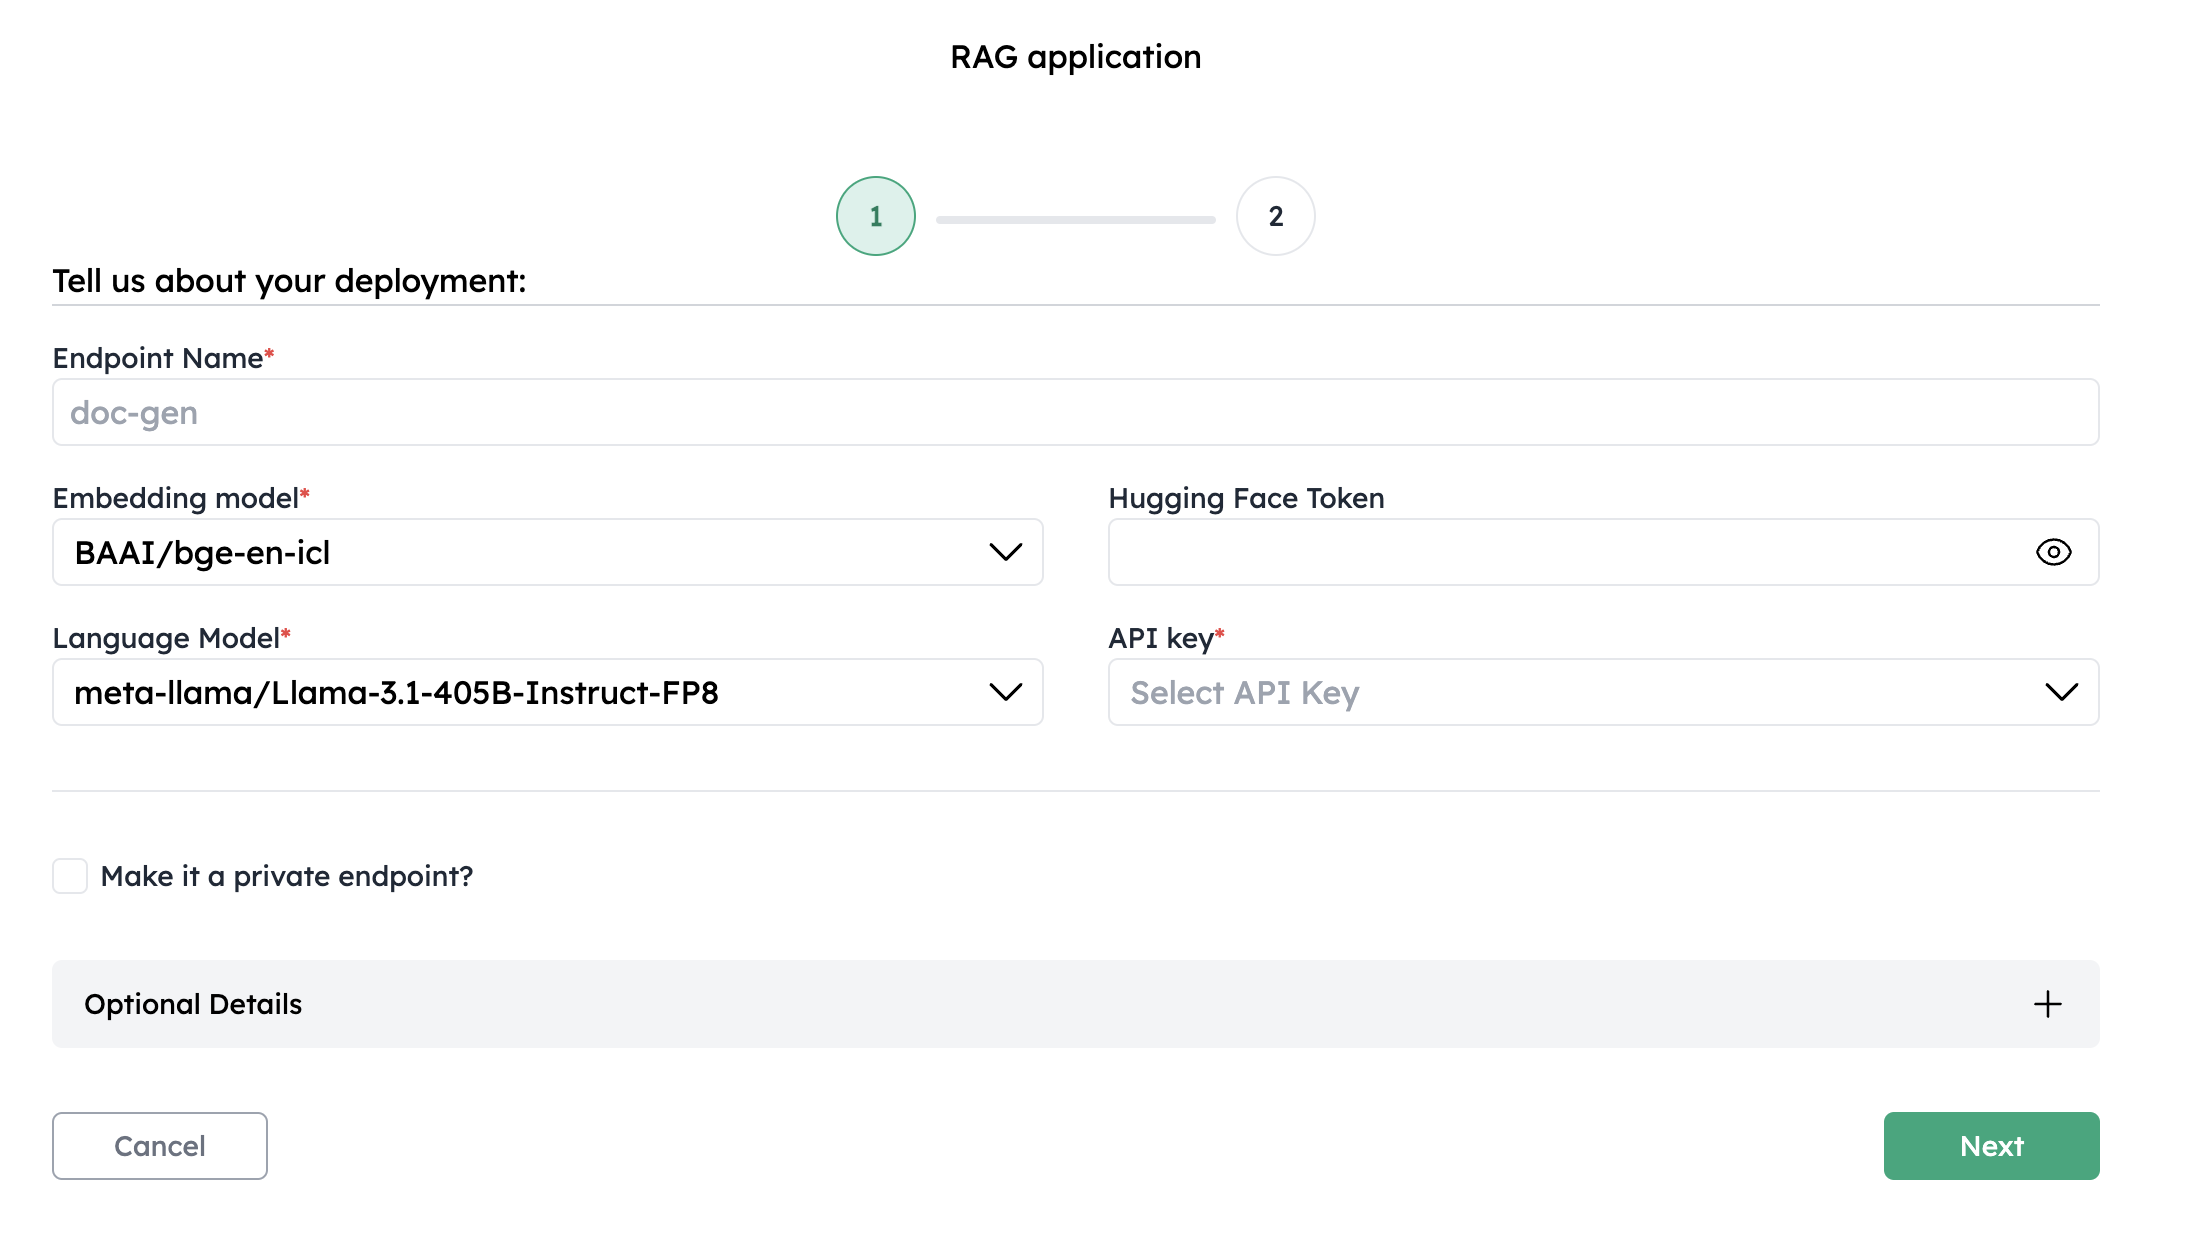 RAG application
1
2
Tell us about your deployment:
Endpoint Name*
doc-gen
Embedding model*
Hugging Face Token
BAAI/bge-en-icl
Language Model*
API key*
meta-llama/Llama-3.1-405B-Instruct-FP8
Select API Key
Make it a private endpoint?
Optional Details
Cancel
Next